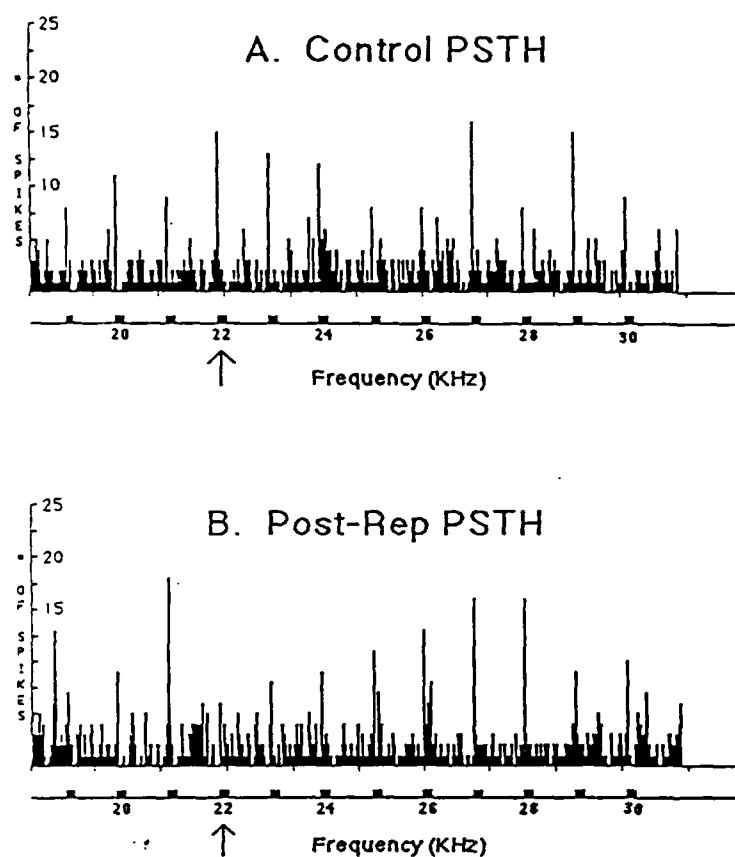 25
A. Control PSTH
20
15
10
# OF SPIKES
20 22 24 26 28 30
Frequency (KHz)
25
B. Post-Rep PSTH
20
15
# OF SPIKES
20 22 24 26 28 30
Frequency (KHz)